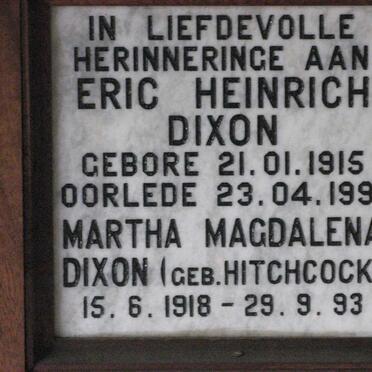 IN LIEFDEVOLLE
HERINNERINGE AAN
ERIC HEINRICH
DIXON
GEBORE 21.01.1915
OORLEDE 23.04.199
MARTHA MAGDALENA
DIXON (GEB.HITCHCOCK
15. 6. 1918 - 29. 9. 93